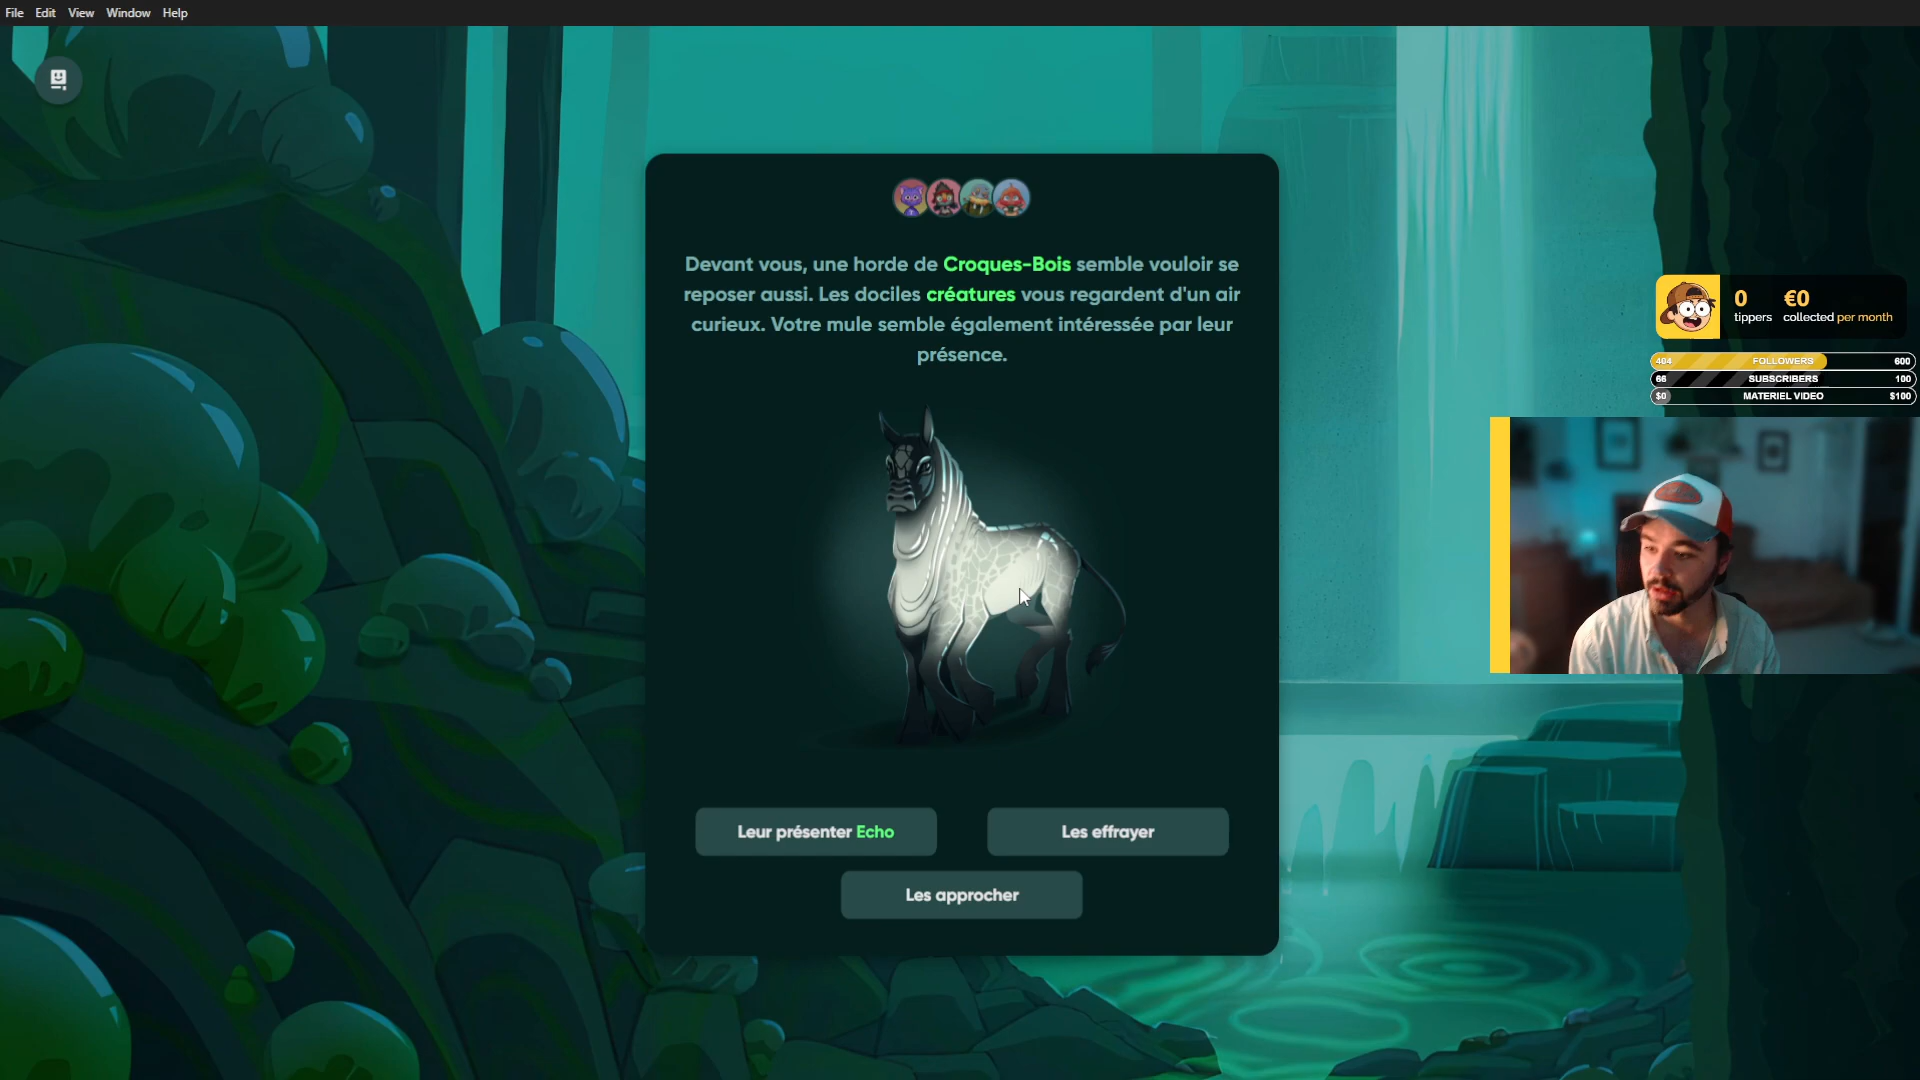 File Edit View Window Help
Devant vous, une horde de Croques-Bois semble vouloir se
reposer aussi. Les dociles créatures vous regardent d'un air
curieux. Votre mule semble également intéressée par leur
présence.
Leur présenter Echo
Les effrayer
Les approcher
0 €0
tippers collected per month
404 FOLLOWERS 600
66 SUBSCRIBERS 100
$0 MATERIEL VIDEO $100